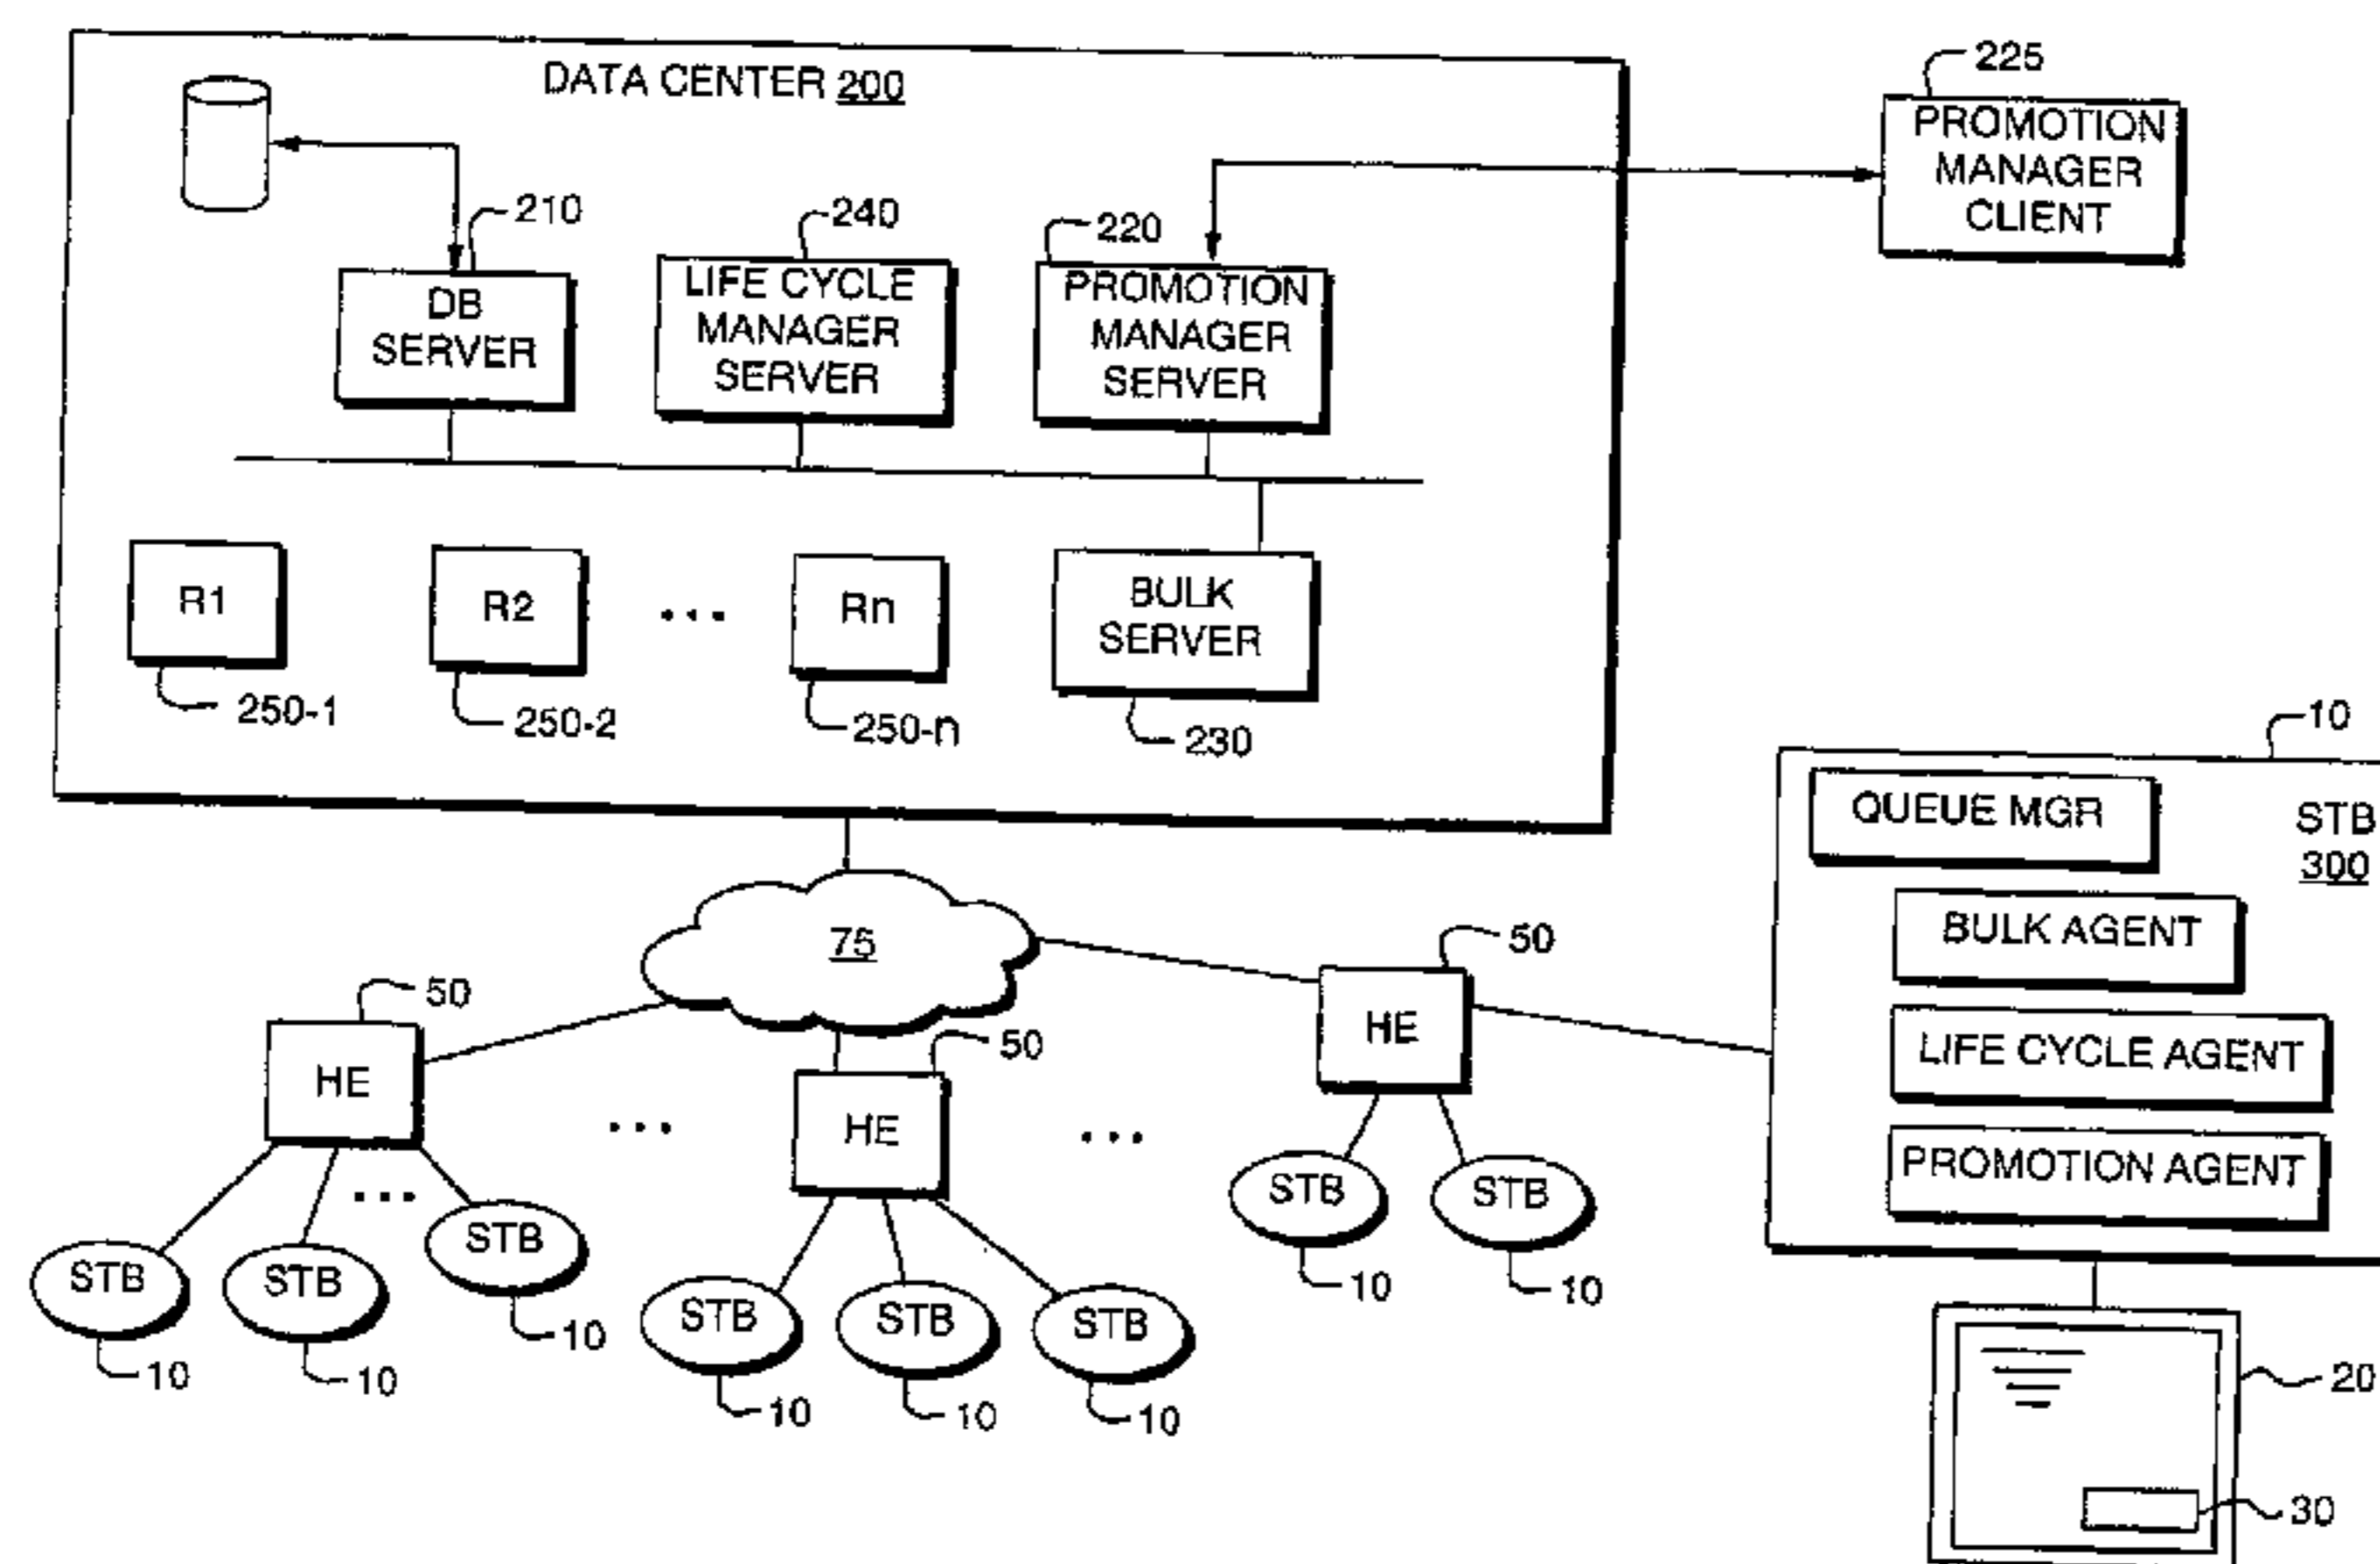 DATA CENTER 200
225
PROMOTION
MANAGER
CLIENT
210
240
220
DB
SERVER
LIFE CYCLE
MANAGER
SERVER
PROMOTION
MANAGER
SERVER
R1
R2
...
Rn
BULK
SERVER
250-1
250-2
250-n
230
10
QUEUE MGR
STB
300
BULK AGENT
LIFE CYCLE AGENT
PROMOTION AGENT
75
50
HE
50
HE
50
HE
...
...
...
STB
STB
STB
10
10
10
STB
STB
STB
10
10
10
STB
STB
10
10
20
30